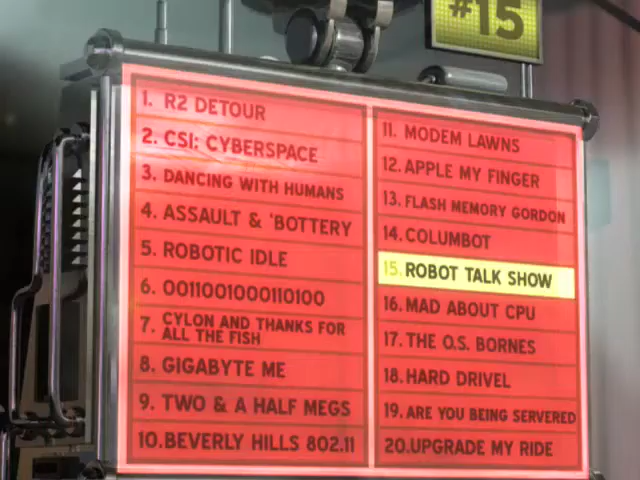 #15
1. R2 DETOUR
2. CSI: CYBERSPACE
3. DANCING WITH HUMANS
4. ASSAULT & 'BOTTERY
5. ROBOTIC IDLE
6. 0011001000110100
7. CYLON AND THANKS FOR
ALL THE FISH
8. GIGABYTE ME
9. TWO & A HALF MEGS
10. BEVERLY HILLS 802.11
11. MODEM LAWNS
12. APPLE MY FINGER
13. FLASH MEMORY GORDON
14. COLUMBOT
15. ROBOT TALK SHOW
16. MAD ABOUT CPU
17. THE O.S. BORNES
18. HARD DRIVEL
19. ARE YOU BEING SERVERED
20. UPGRADE MY RIDE